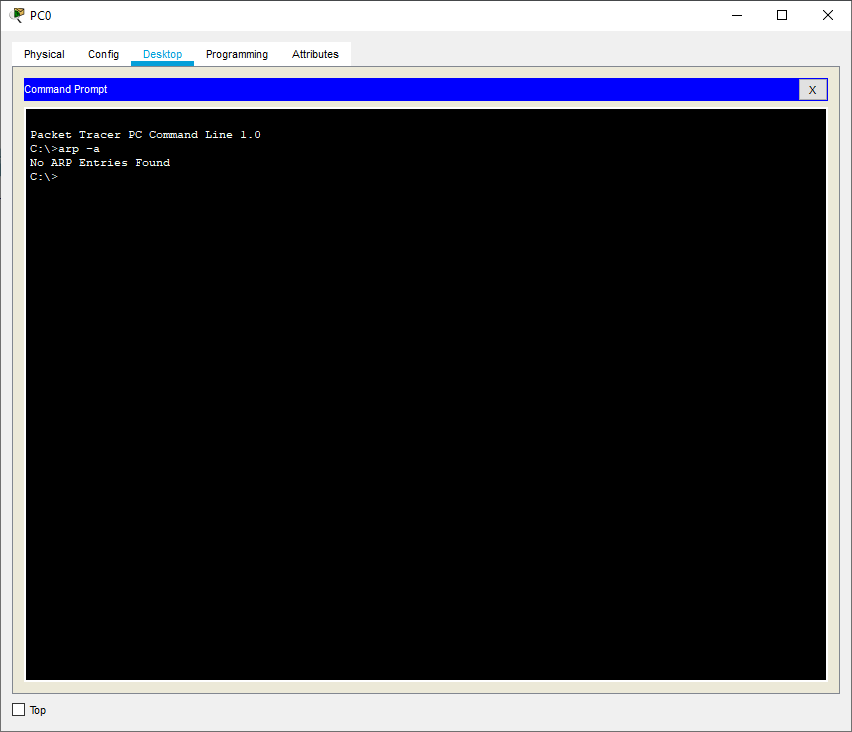 PC0
Physical Config Desktop Programming Attributes
Command Prompt X
Packet Tracer PC Command Line 1.0
C:\>arp -a
No ARP Entries Found
C:\>
Top